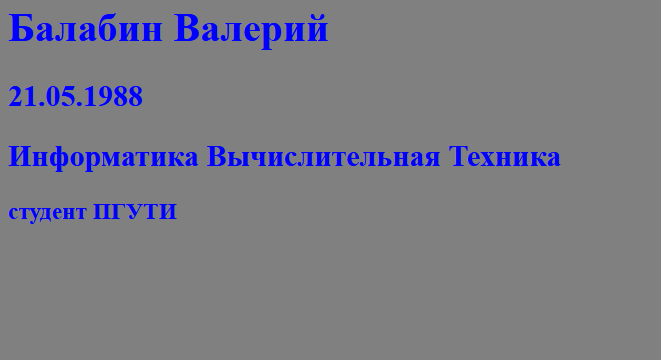 Балабин Валерий
21.05.1988
Информатика Вычислительная Техника
студент ПГУТИ